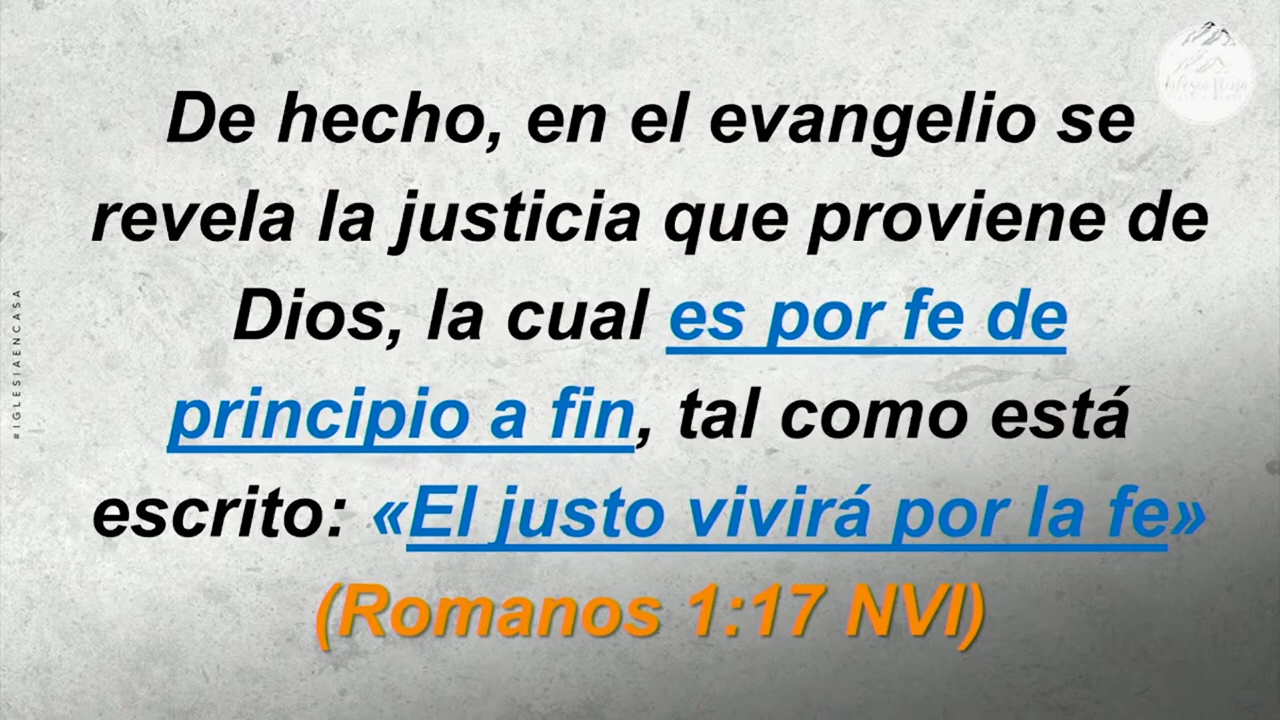 De hecho, en el evangelio se
revela la justicia que proviene de
Dios, la cual es por fe de
principio a fin, tal como está
escrito: «El justo vivirá por la fe»
(Romanos 1:17 NVI)
#IGLESIAENCASA